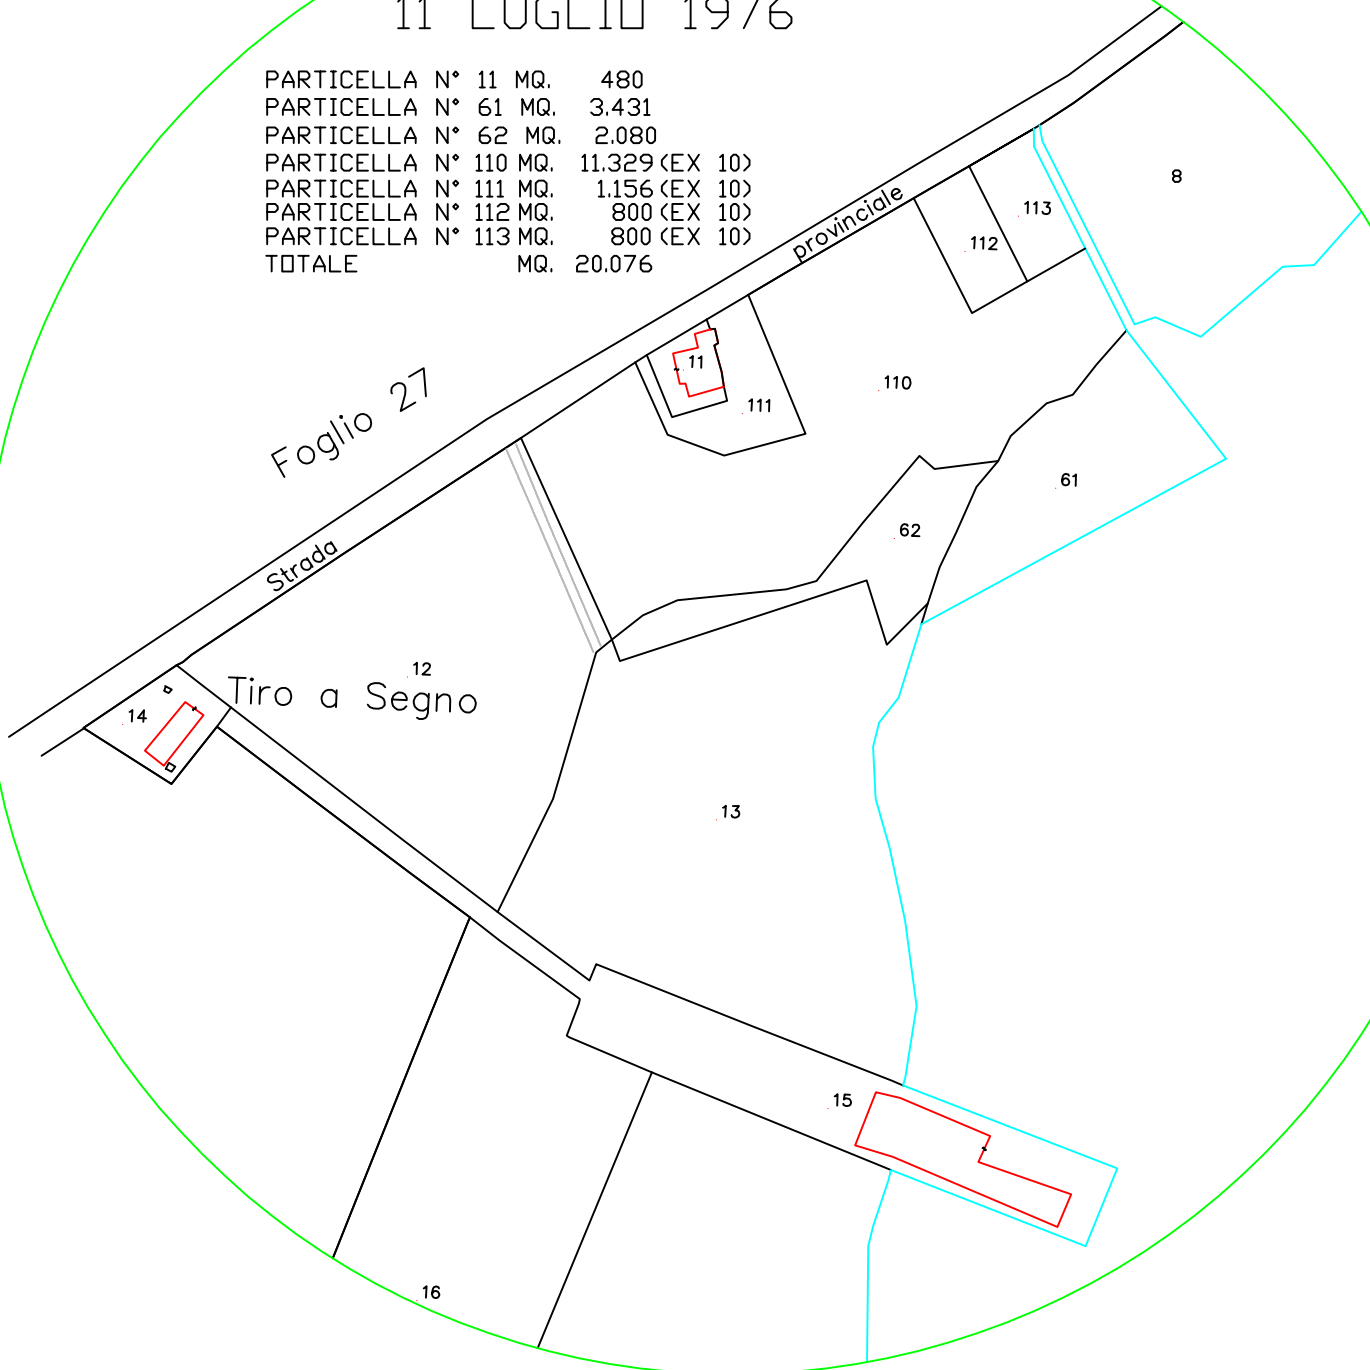 11 LUGLIO 1976
PARTICELLA N° 11 MQ. 480
PARTICELLA N° 61 MQ. 3.431
PARTICELLA N° 62 MQ. 2.080
PARTICELLA N° 110 MQ. 11.329 (EX 10)
PARTICELLA N° 111 MQ. 1.156 (EX 10)
PARTICELLA N° 112 MQ. 800 (EX 10)
PARTICELLA N° 113 MQ. 800 (EX 10)
TOTALE MQ. 20.076
8
113
112
provinciale
11
110
111
Foglio 27
61
62
Strada
12
Tiro a Segno
14
13
15
16